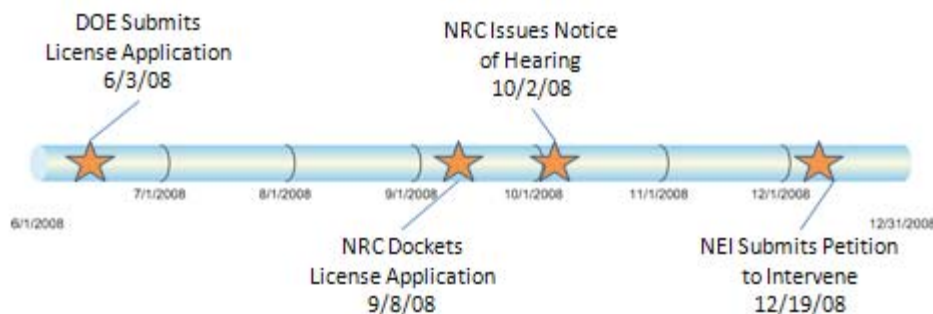 DOE Submits
License Application
6/3/08
NRC Issues Notice
of Hearing
10/2/08
7/1/2008
8/1/2008
9/1/2008
10/1/2008
11/1/2008
12/1/2008
6/1/2008
12/31/2008
NRC Dockets
License Application
9/8/08
NEI Submits Petition
to Intervene
12/19/08